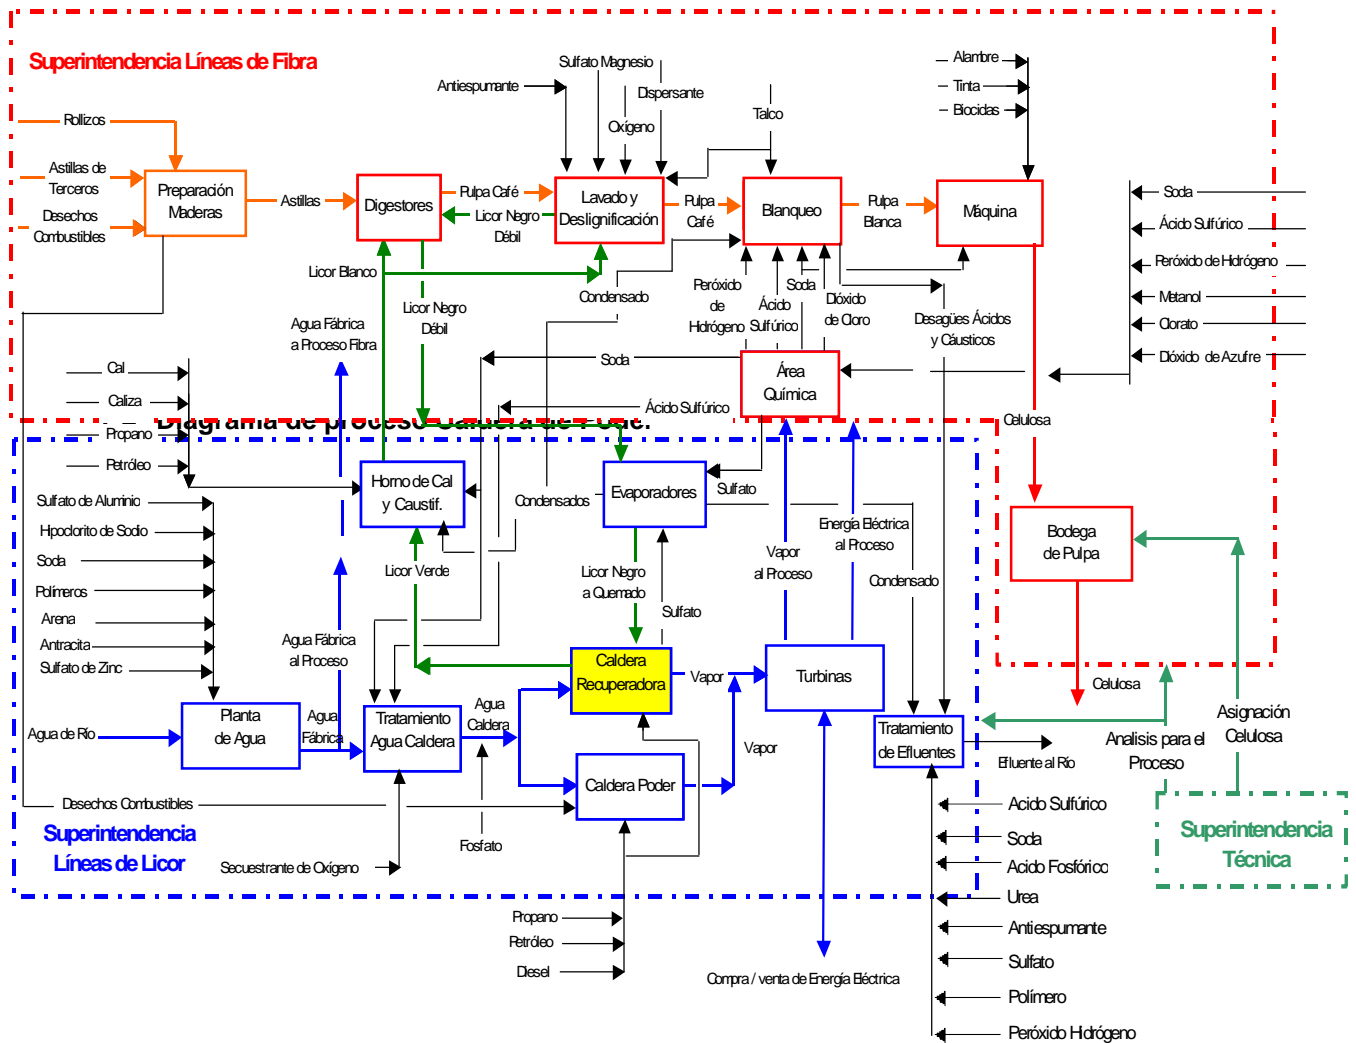 Superintendencia Líneas de Fibra
Sulfato Magnesio
Antiespumante
Dispersante
Oxígeno
Talco
Alambre
Tinta
Biocidas
Rollizos
Astillas de
Terceros
Desechos
Combustibles
Preparación
Maderas
Astillas
Digestores
Pulpa Café
Licor Negro
Débil
Lavado y
Deslignificación
Pulpa
Café
Blanqueo
Pulpa
Blanca
Máquina
Soda
Ácido Sulfúrico
Peróxido de Hidrógeno
Metanol
Clorato
Dióxido de Azufre
Licor Blanco
Condensado
Licor Negro
Débil
Agua Fábrica
a Proceso Fibra
Peróxido
de
Hidrógeno
Ácido
Sulfúrico
Soda
Dióxido
de Cloro
Desagües Ácidos
y Cáusticos
Soda
Área
Química
Ácido Sulfúrico
Celulosa
Cal
Caliza
Propano
Petróleo
Diagrama de proceso Caldera de Poder.
Horno de Cal
y Caustif.
Condensados
Evaporadores
Sulfato
Sulfato de Aluminio
Hipoclorito de Sodio
Soda
Polímeros
Arena
Antracita
Sulfato de Zinc
Licor Verde
Licor Negro
a Quemado
Sulfato
Vapor
al Proceso
Energía Eléctrica
al Proceso
Condensado
Bodega
de Pulpa
Agua Fábrica
al Proceso
Caldera
Recuperadora
Vapor
Turbinas
Celulosa
Agua de Río
Planta
de Agua
Agua
Fábrica
Tratamiento
Agua Caldera
Agua
Caldera
Vapor
Tratamiento
de Efluentes
Efluente al Río
Analisis para el
Proceso
Asignación
Celulosa
Caldera Poder
Desechos Combustibles
Superintendencia
Líneas de Licor
Secuestrante de Oxígeno
Fosfato
Superintendencia
Técnica
Acido Sulfúrico
Soda
Acido Fosfórico
Urea
Antiespumante
Sulfato
Polímero
Peróxido Hidrógeno
Propano
Petróleo
Diesel
Compra / venta de Energía Eléctrica